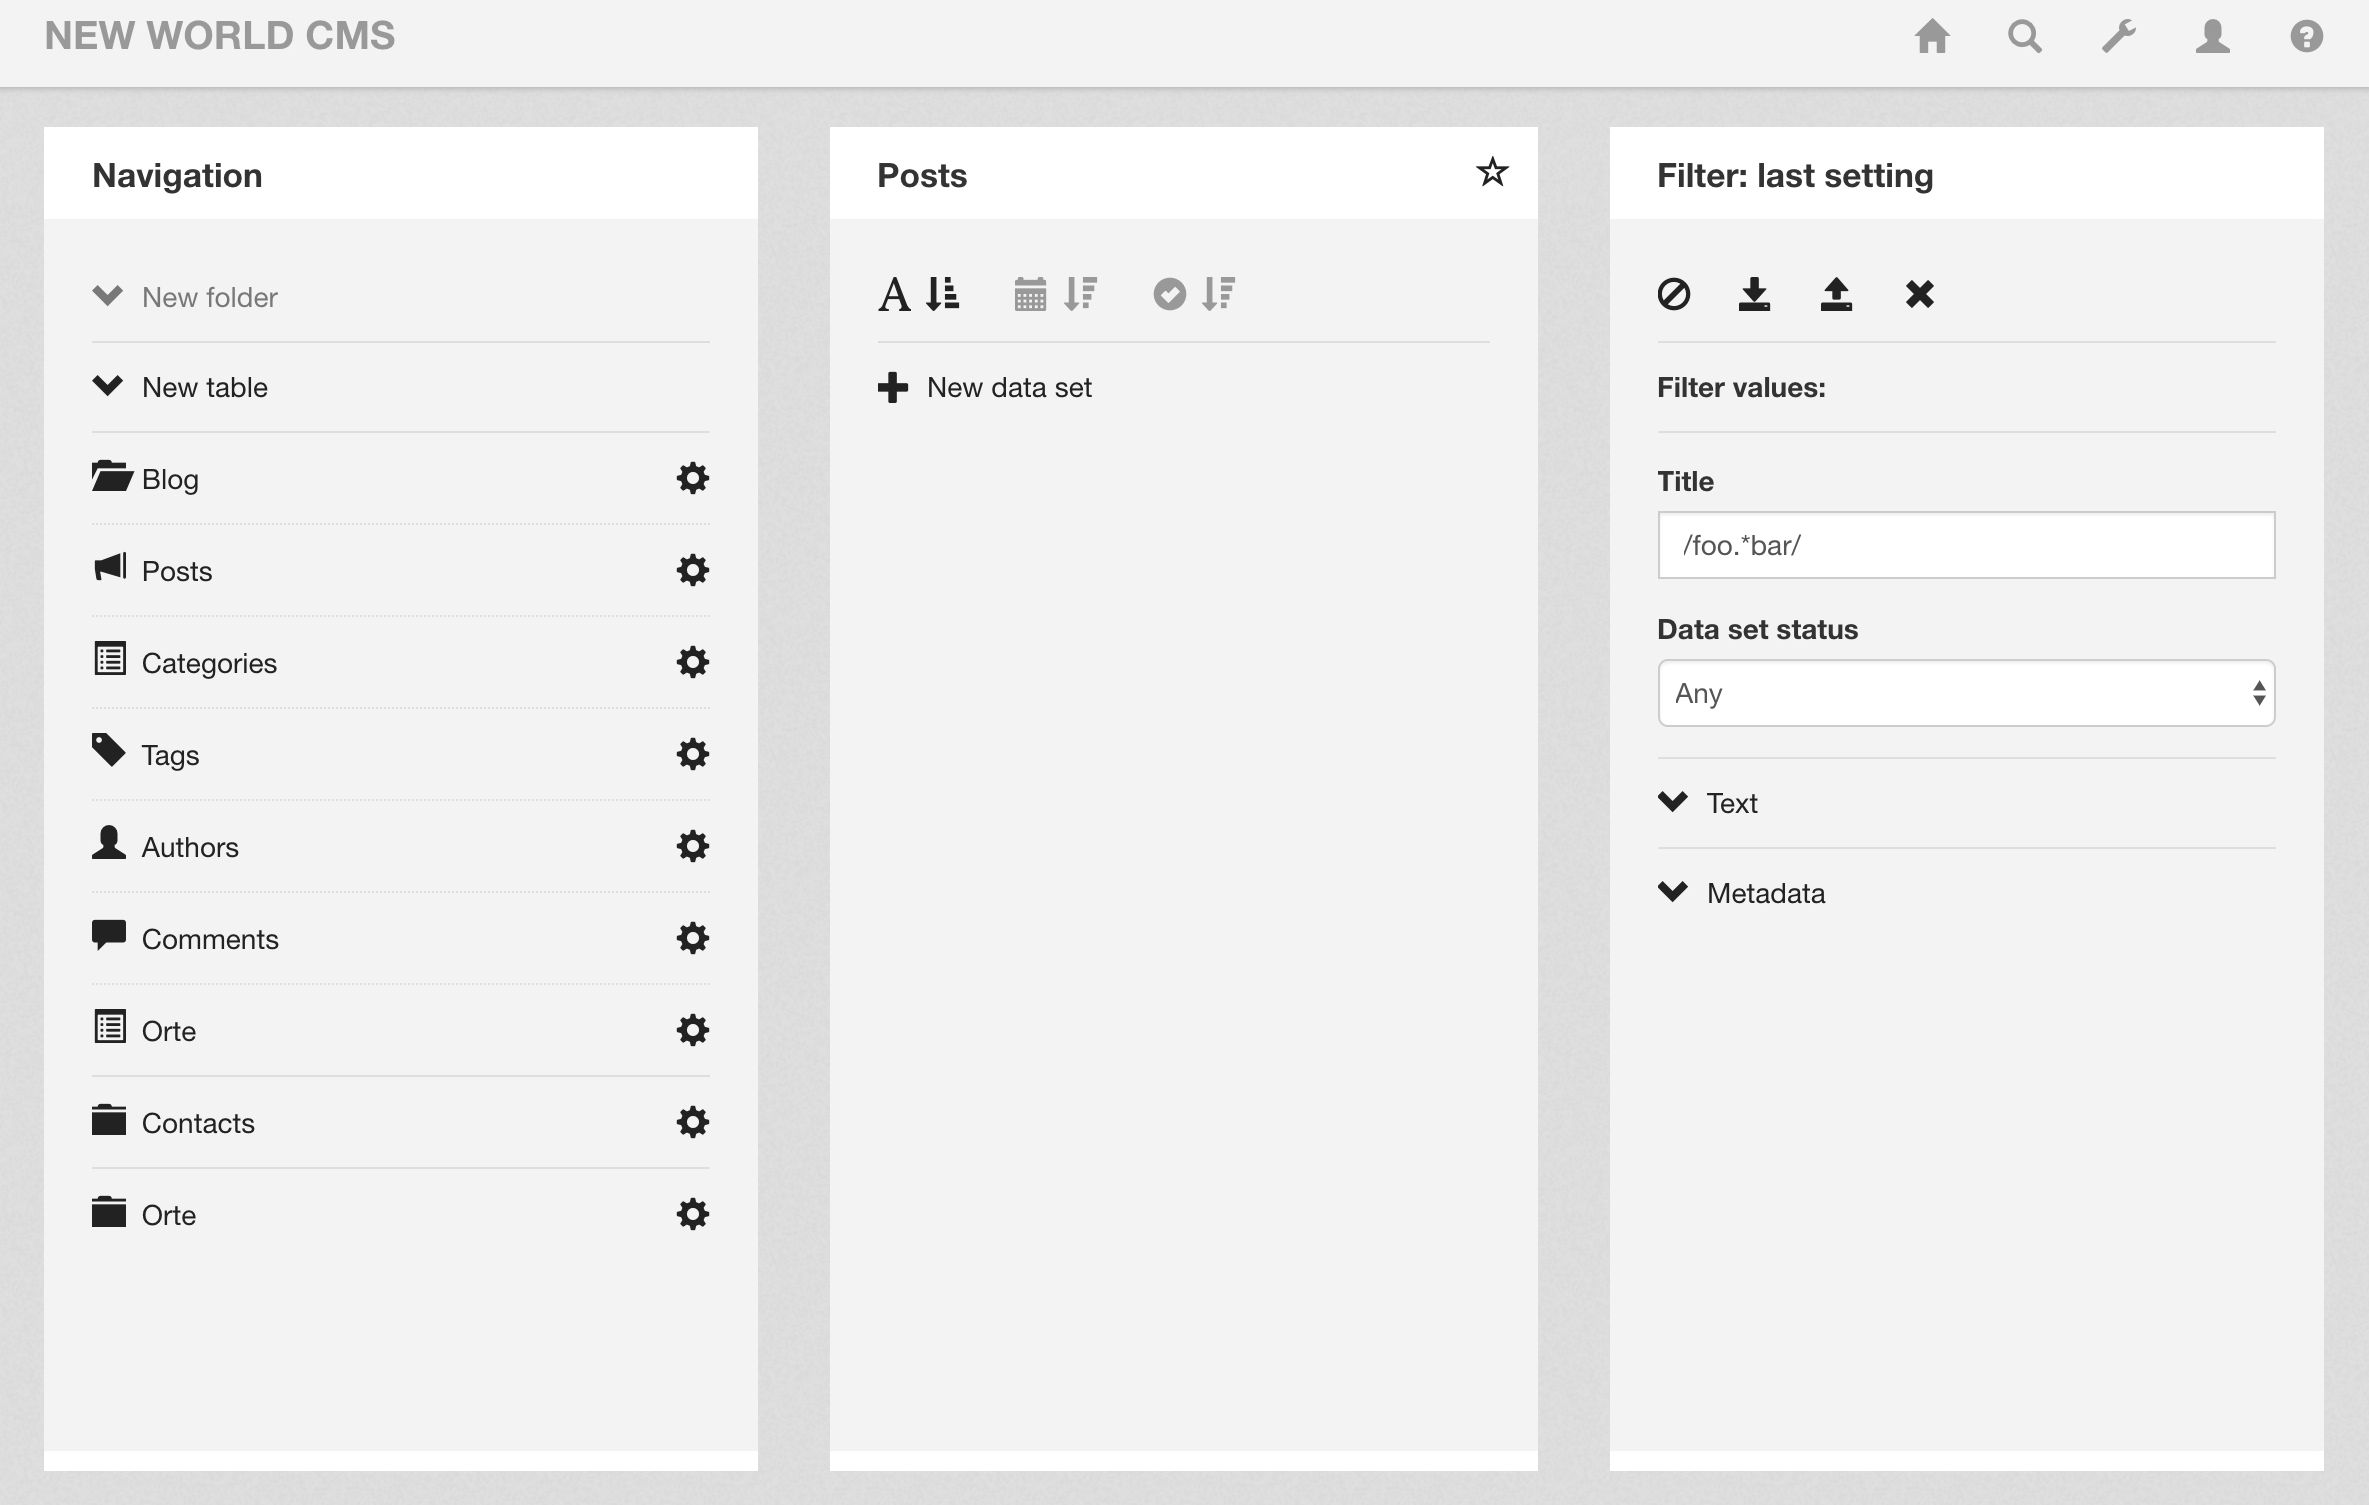 NEW WORLD CMS
Navigation
New folder
New table
Blog
Posts
Categories
Tags
Authors
Comments
Orte
Contacts
Orte
Posts
A
New data set
Filter: last setting
Filter values:
Title
/foo.*bar/
Data set status
Any
Text
Metadata